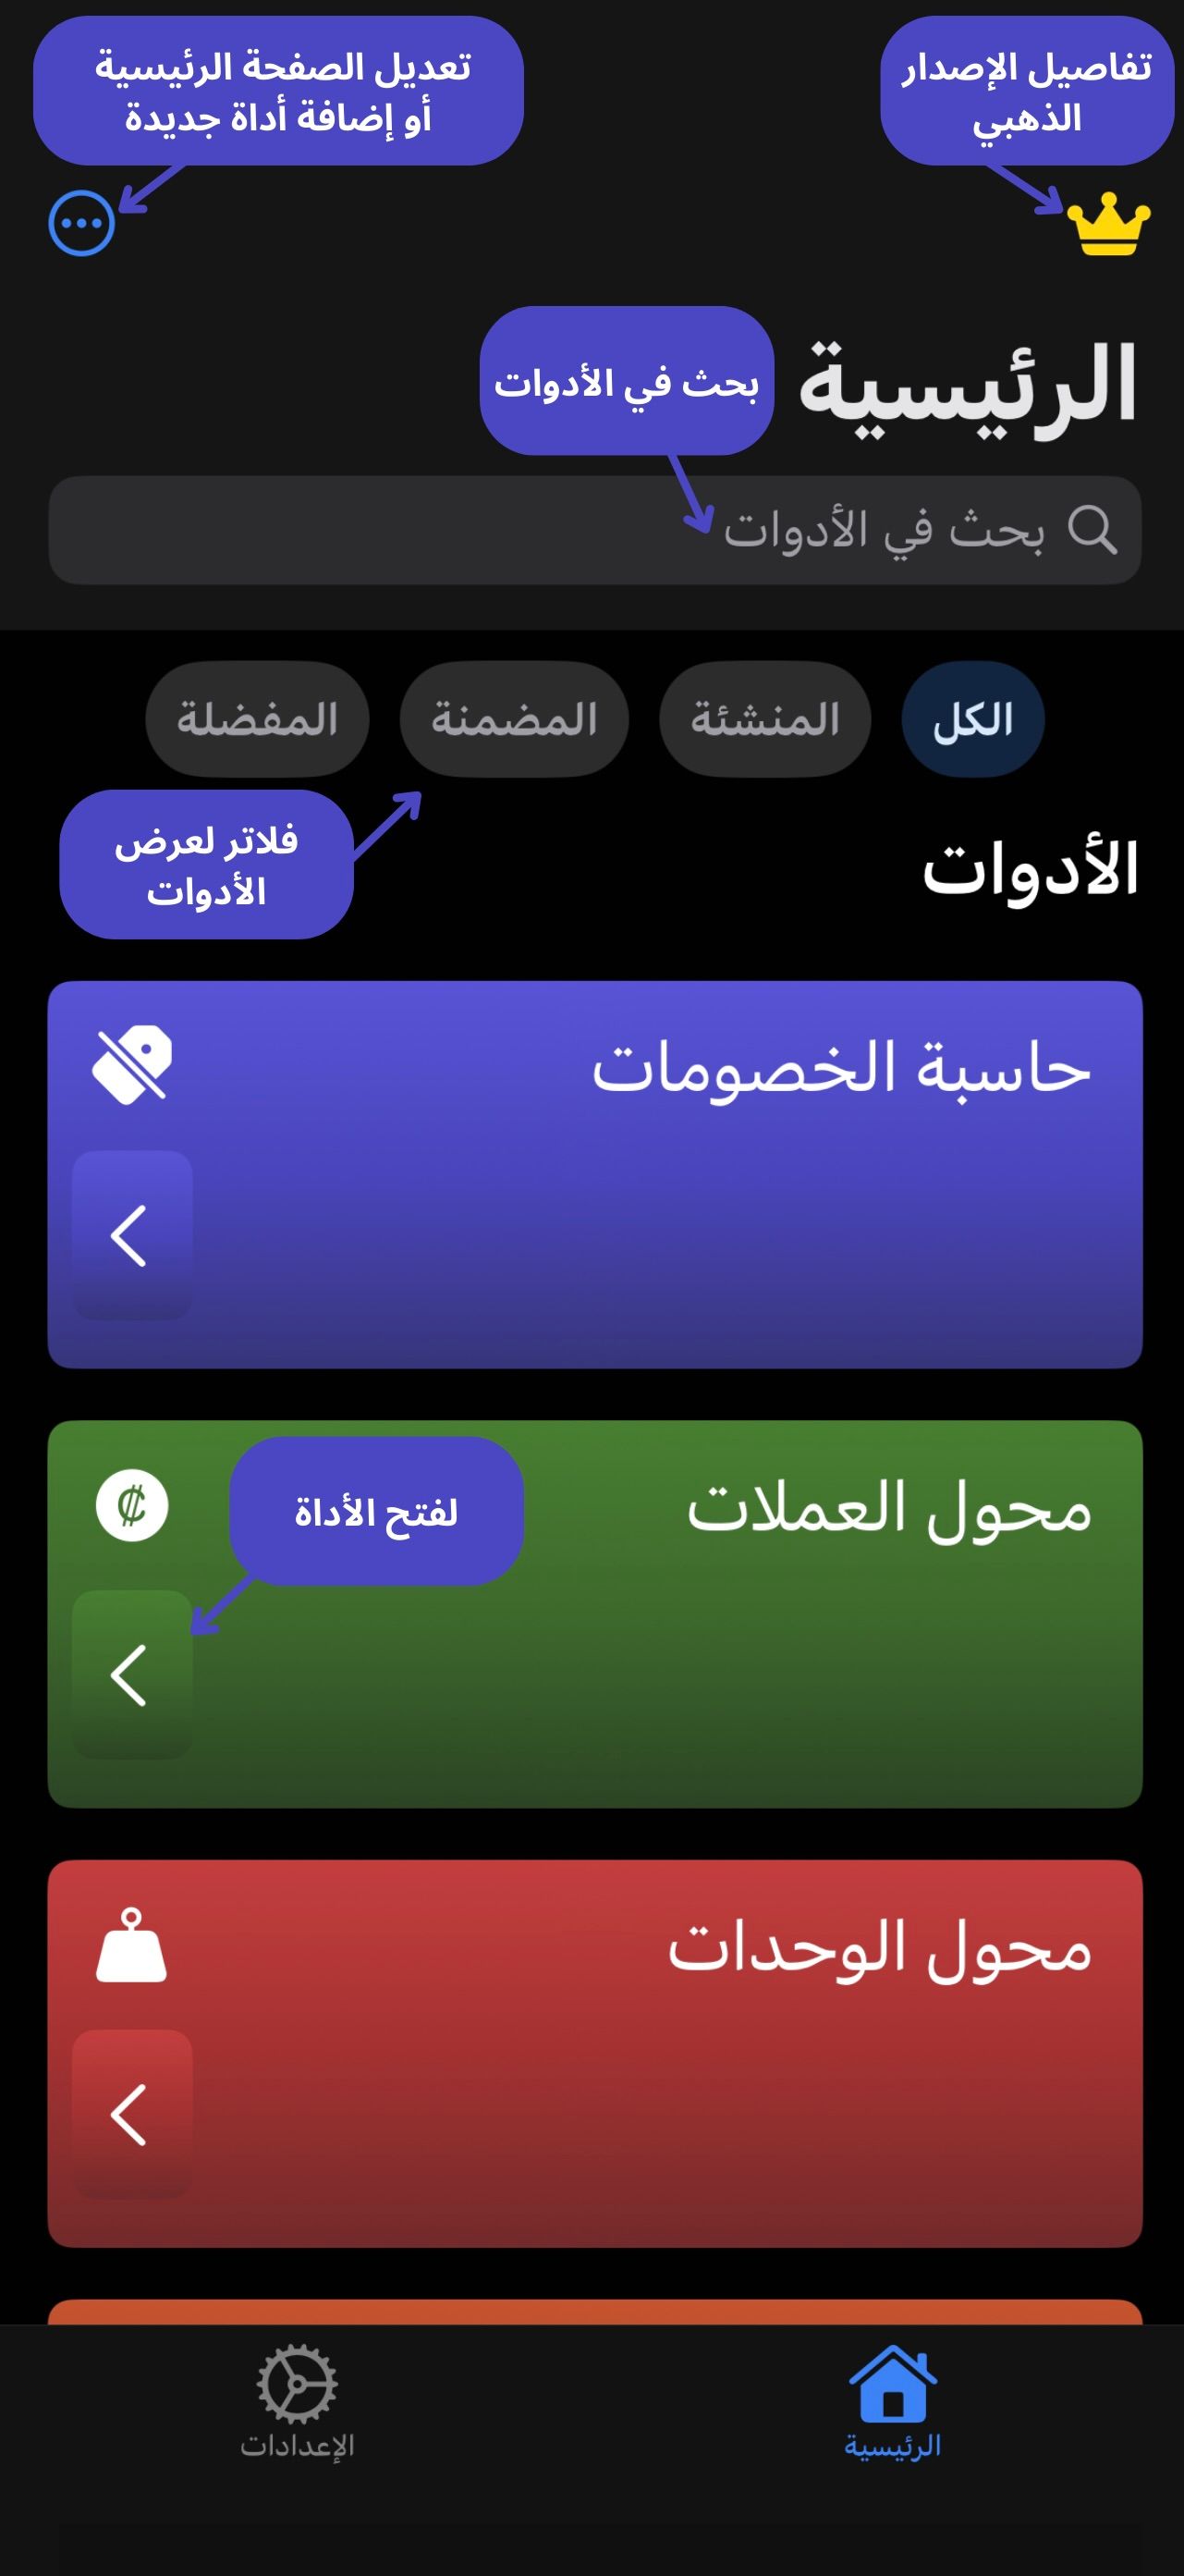 تفاصيل الإصدار
الذهبي
تعديل الصفحة الرئيسية
أو إضافة أداة جديدة
الرئيسية
بحث في الأدوات
بحث في الأدوات
الكل
المنشئة
المضمنة
المفضلة
فلاتر لعرض
الأدوات
الأدوات
حاسبة الخصومات
محول العملات
لفتح الأداة
محول الوحدات
الرئيسية
الإعدادات